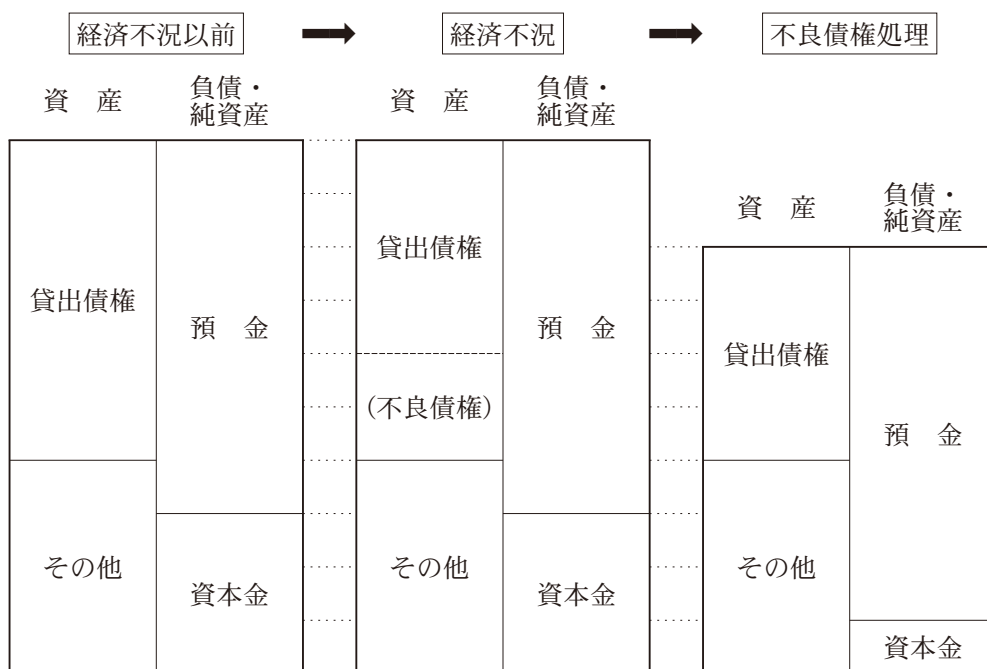 経済不況以前
経済不況
不良債権処理
資 産
負債・
純資産
貸出債権
預 金
その他
資本金
資 産
負債・
純資産
貸出債権
(不良債権)
預 金
その他
資本金
資 産
負債・
純資産
貸出債権
預 金
その他
資本金